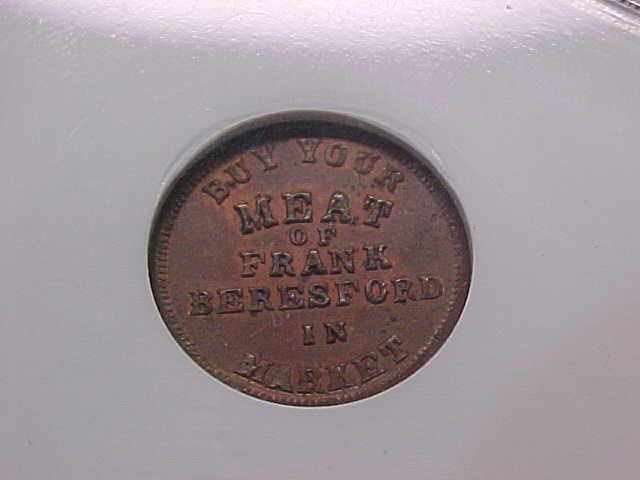 BUY YOUR
MEAT
OF
FRANK
BERESFORD
IN
MARKET